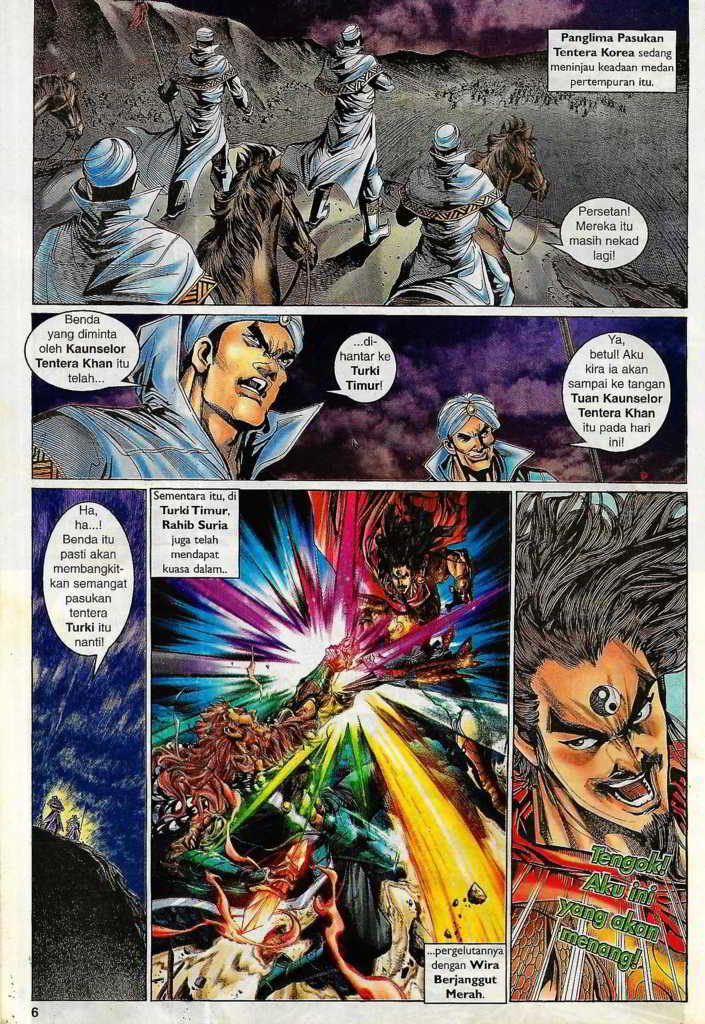 Panglima Pasukan
Tentera Korea sedang
meninjau keadaan medan
pertempuran itu.
Persetan!
Mereka itu
masih nekad
lagi!
Benda
yang diminta
oleh Kaunselor
Tentera Khan itu
telah...
...di-
hantar ke
Turki
Timur!
Ya,
betul! Aku
kira ia akan
sampai ke tangan
Tuan Kaunselor
Tentera Khan
itu pada hari
ini!
Ha,
ha...!
Benda itu
pasti akan
membangkit-
kan semangat
pasukan
tentera
Turki itu
nanti!
Sementara itu, di
Turki Timur,
Rahib Suria
juga telah
mendapat
kuasa dalam..
...pergelutannya
dengan Wira
Berjanggut
Merah.
Tengok!
Aku ini
yang akan
menang!
6